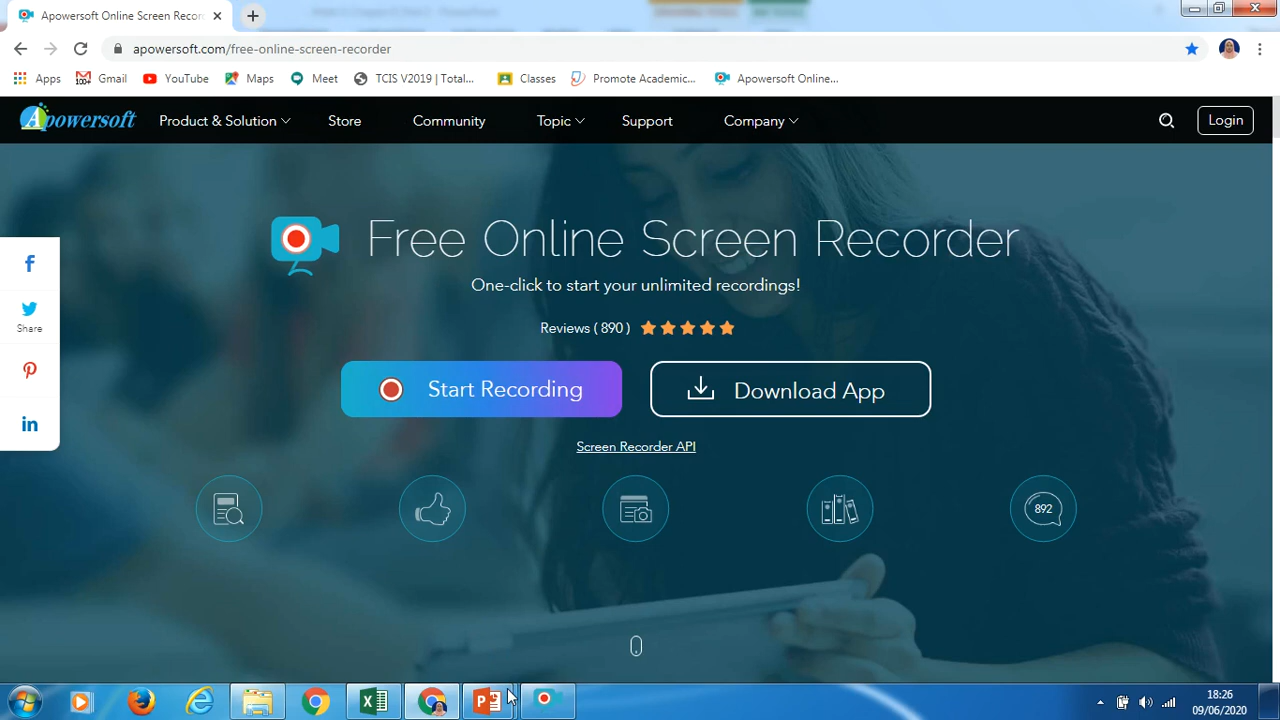 Apowersoft Online Screen Recor
apowersoft.com/free-online-screen-recorder
Apps
100+
Gmail
YouTube
Maps
Meet
TCIS V2019 | Total...
Classes
Promote Academic...
Apowersoft Online...
Apowersoft
Product & Solution
Store
Community
Topic
Support
Company
Login
Free Online Screen Recorder
One-click to start your unlimited recordings!
Reviews ( 890 )
Share
Start Recording
Download App
Screen Recorder API
892
18:26
09/06/2020